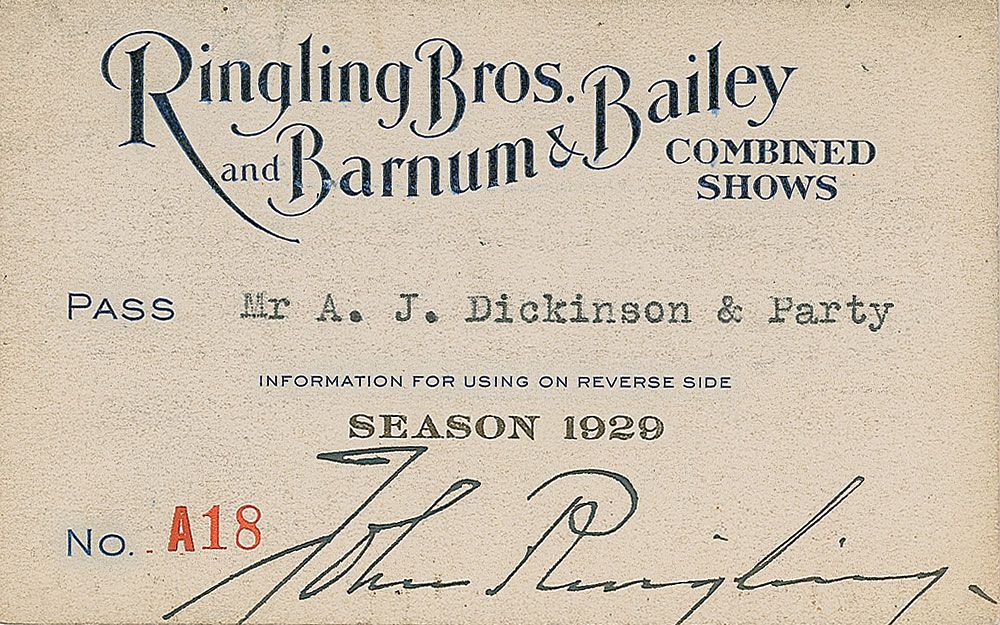 Ringling Bros.
and Barnum & Bailey
COMBINED
SHOWS
PASS Mr A. J. Dickinson & Party
INFORMATION FOR USING ON REVERSE SIDE
SEASON 1929
No. A18
John Ringling.